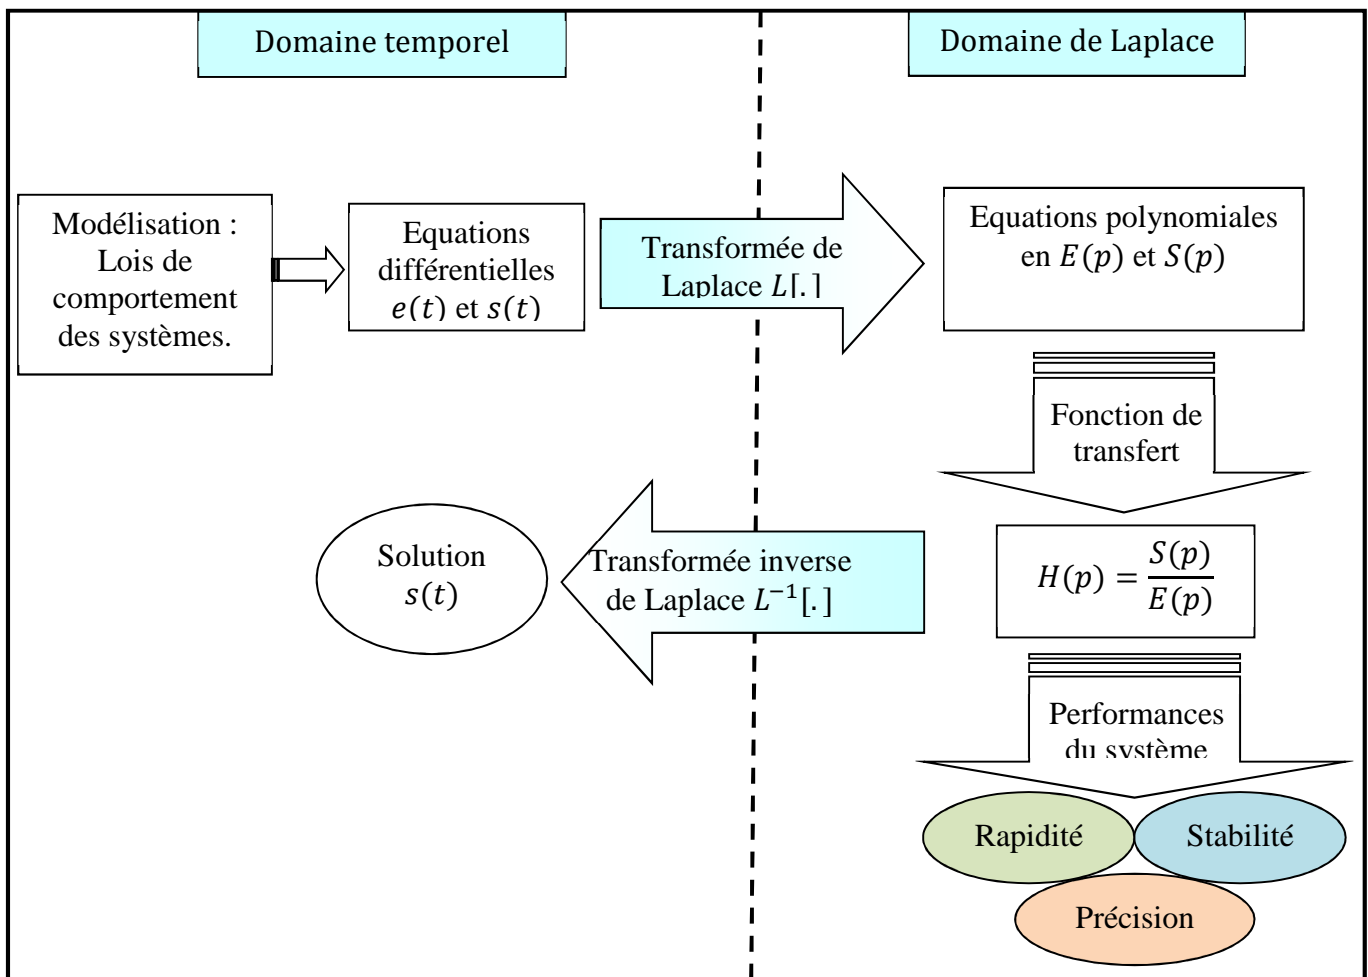 Domaine temporel
Domaine de Laplace
Modélisation :
Lois de
comportement
des systèmes.
Equations
différentielles
e(t) et s(t)
Transformée de
Laplace L[.]
Equations polynomiales
en E(p) et S(p)
Fonction de
transfert
H(p) = S(p)/E(p)
Transformée inverse
de Laplace L⁻¹[.]
Solution
s(t)
Performances
du système
Rapidité
Stabilité
Précision